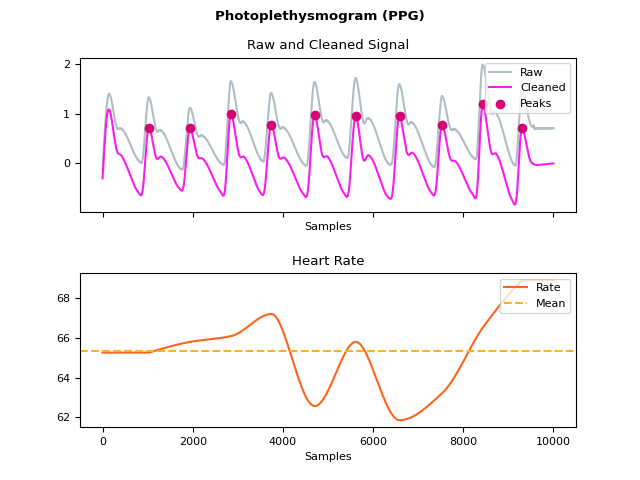 Photoplethysmogram (PPG)
Raw and Cleaned Signal
2
1
0
Raw
Cleaned
Peaks
Samples
Heart Rate
68
66
64
62
Rate
Mean
0 2000 4000 6000 8000 10000
Samples